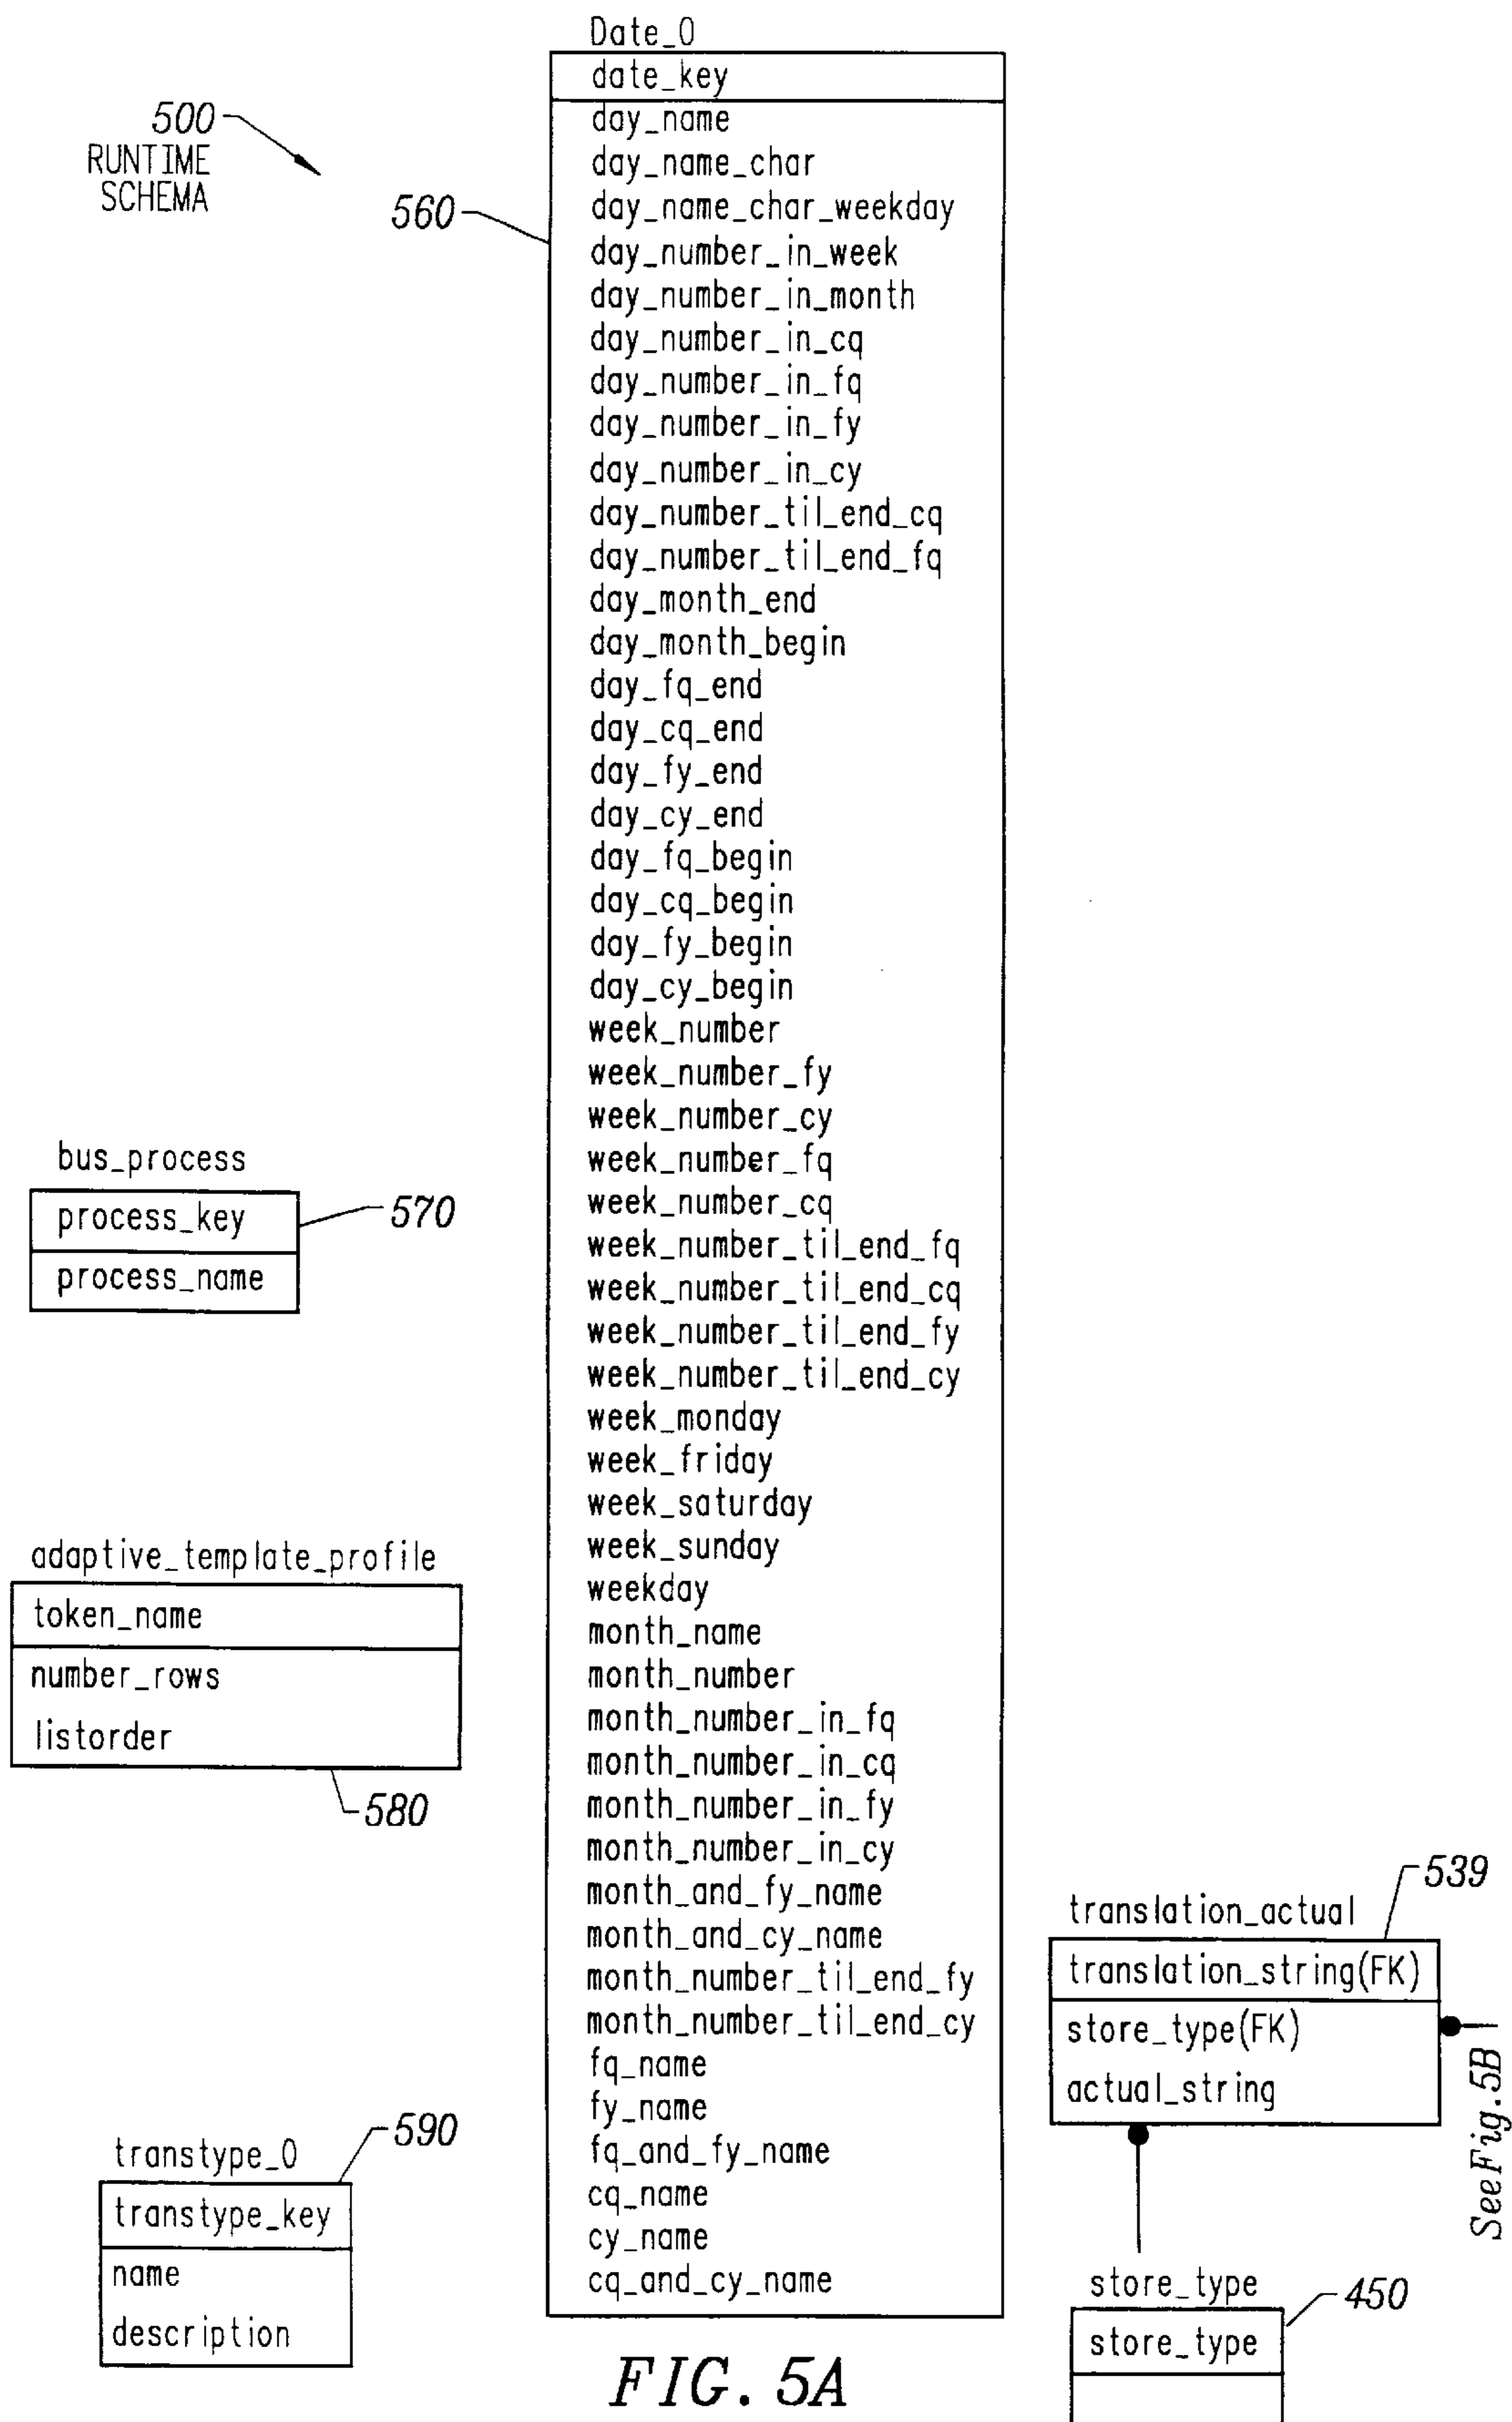 500
RUNTIME
SCHEMA
Date_0
560
date_key
day_name
day_name_char
day_name_char_weekday
day_number_in_week
day_number_in_month
day_number_in_cq
day_number_in_fq
day_number_in_fy
day_number_in_cy
day_number_til_end_cq
day_number_til_end_fq
day_month_end
day_month_begin
day_fq_end
day_cq_end
day_fy_end
day_cy_end
day_fq_begin
day_cq_begin
day_fy_begin
day_cy_begin
week_number
week_number_fy
week_number_cy
week_number_fq
week_number_cq
week_number_til_end_fq
week_number_til_end_cq
week_number_til_end_fy
week_number_til_end_cy
week_monday
week_friday
week_saturday
week_sunday
weekday
month_name
month_number
month_number_in_fq
month_number_in_cq
month_number_in_fy
month_number_in_cy
month_and_fy_name
month_and_cy_name
month_number_til_end_fy
month_number_til_end_cy
fq_name
fy_name
fq_and_fy_name
cq_name
cy_name
cq_and_cy_name
bus_process
570
process_key
process_name
adaptive_template_profile
token_name
number_rows
listorder
580
transtype_0
590
transtype_key
name
description
translation_actual
539
translation_string(FK)
store_type(FK)
actual_string
See Fig. 5B
store_type
450
store_type
FIG. 5A